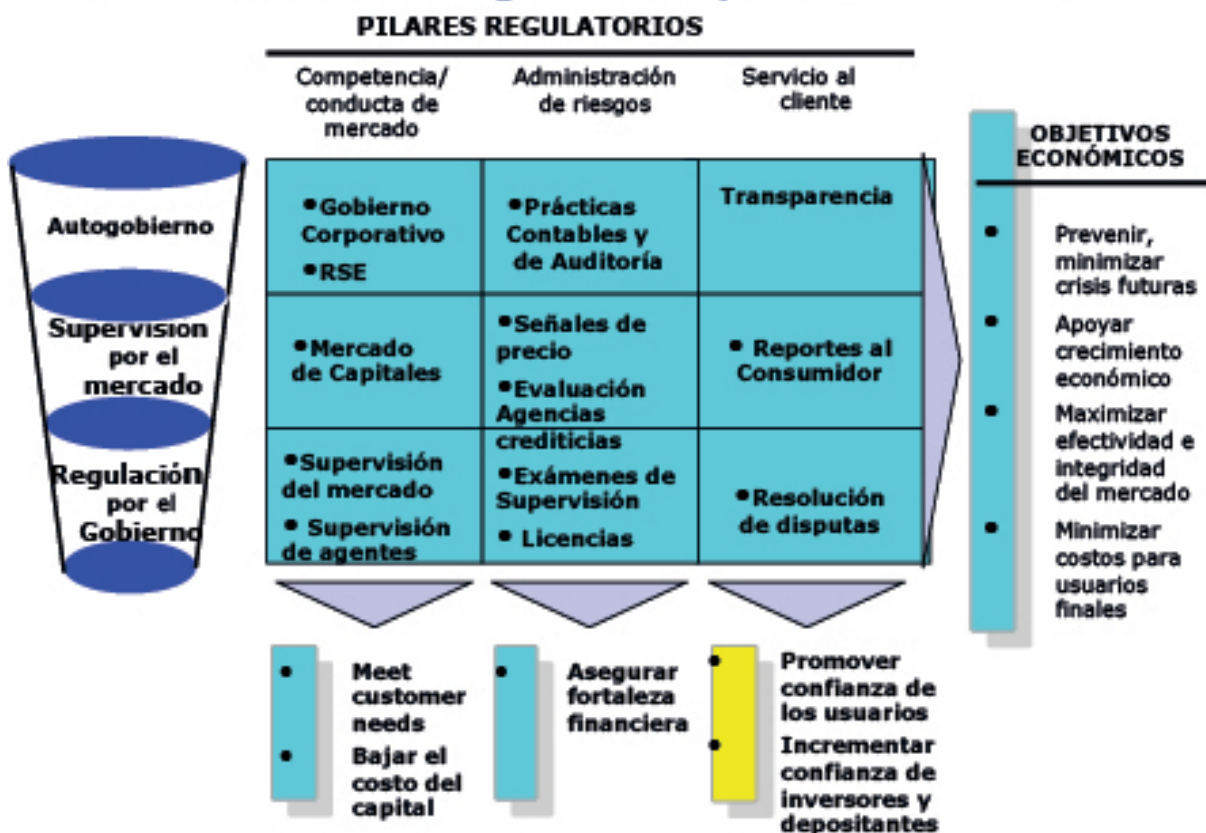 PILARES REGULATORIOS
Competencia/
conducta de
mercado
Administración
de riesgos
Servicio al
cliente
OBJETIVOS
ECONÓMICOS
Autogobierno
•Gobierno
Corporativo
•RSE
•Prácticas
Contables y
de Auditoría
Transparencia
Supervisión
por el
mercado
•Mercado
de Capitales
•Señales de
precio
•Evaluación
Agencias
crediticias
• Reportes al
Consumidor
Regulación
por el
Gobierno
•Supervisión
del mercado
• Supervisión
de agentes
•Exámenes de
Supervisión
• Licencias
•Resolución
de disputas
• Prevenir,
minimizar
crisis futuras
• Apoyar
crecimiento
económico
• Maximizar
efectividad e
integridad
del mercado
• Minimizar
costos para
usuarios
finales
• Meet
customer
needs
• Bajar el
costo del
capital
• Asegurar
fortaleza
financiera
• Promover
confianza de
los usuarios
• Incrementar
confianza de
inversores y
depositantes